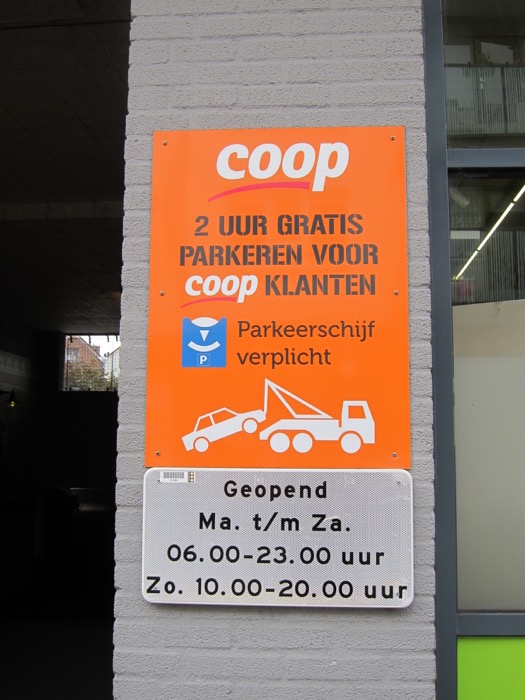 coop
2 UUR GRATIS
PARKEREN VOOR
coop KLANTEN
Parkeerschijf
verplicht
P
Geopend
Ma. t/m Za.
06.00-23.00 uur
Zo. 10.00-20.00 uur